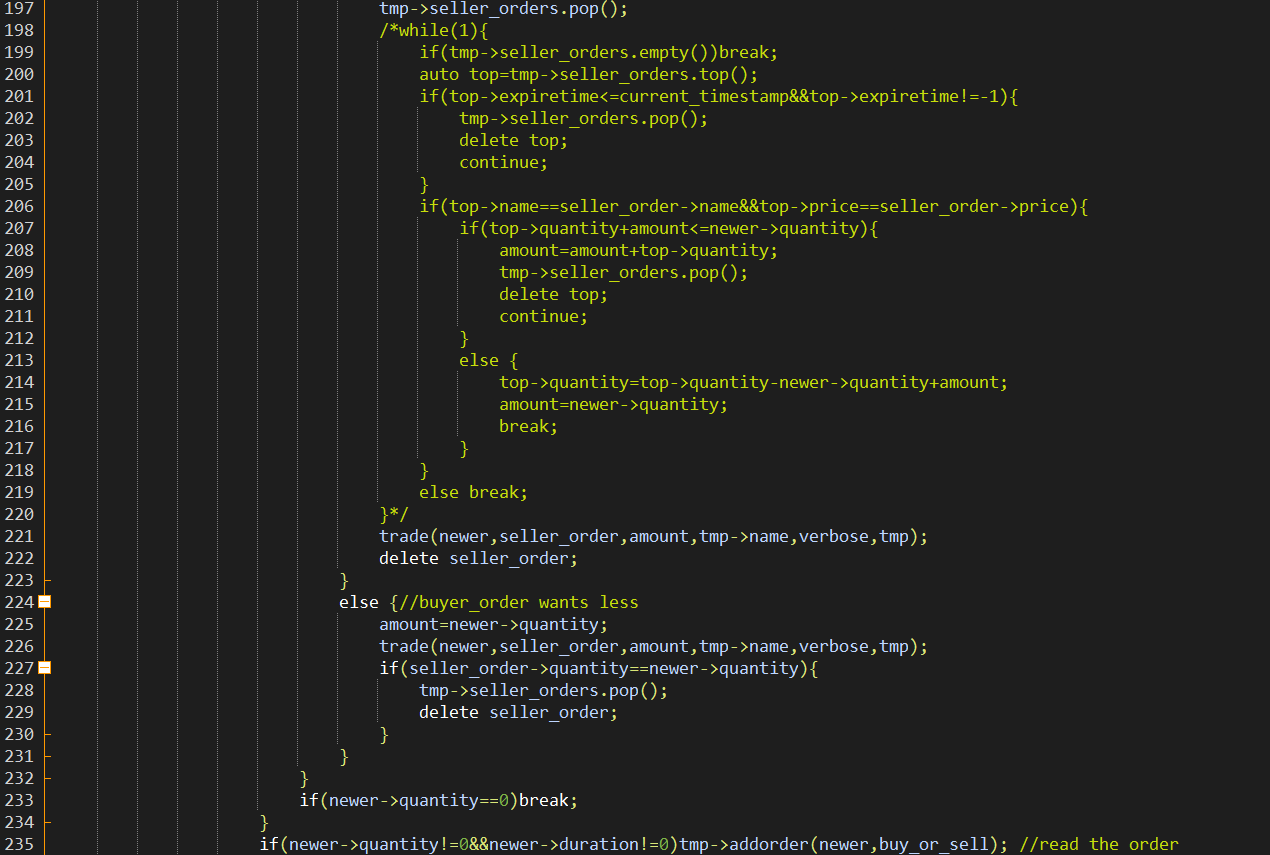 197 tmp->seller_orders.pop();
198 /*while(1){
199 if(tmp->seller_orders.empty())break;
200 auto top=tmp->seller_orders.top();
201 if(top->expiretime<=current_timestamp&&top->expiretime!=-1){
202 tmp->seller_orders.pop();
203 delete top;
204 continue;
205 }
206 if(top->name==seller_order->name&&top->price==seller_order->price){
207 if(top->quantity+amount<=newer->quantity){
208 amount=amount+top->quantity;
209 tmp->seller_orders.pop();
210 delete top;
211 continue;
212 }
213 else {
214 top->quantity=top->quantity-newer->quantity+amount;
215 amount=newer->quantity;
216 break;
217 }
218 }
219 else break;
220 }*/
221 trade(newer,seller_order,amount,tmp->name,verbose,tmp);
222 delete seller_order;
223 }
224 else {//buyer_order wants less
225 amount=newer->quantity;
226 trade(newer,seller_order,amount,tmp->name,verbose,tmp);
227 if(seller_order->quantity==newer->quantity){
228 tmp->seller_orders.pop();
229 delete seller_order;
230 }
231 }
232 }
233 if(newer->quantity==0)break;
234 }
235 if(newer->quantity!=0&&newer->duration!=0)tmp->addorder(newer,buy_or_sell); //read the order